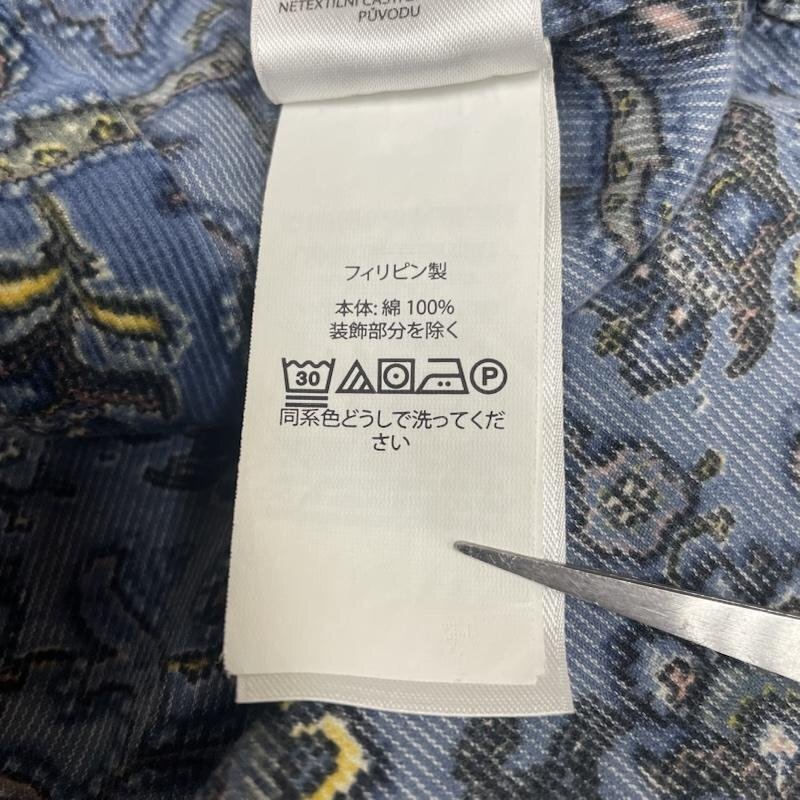 NETEXTILNÍ ČÁSTI
PŮVODU
フィリピン製
本体: 綿 100%
装飾部分を除く
30 P
同系色どうしで洗ってくだ
さい